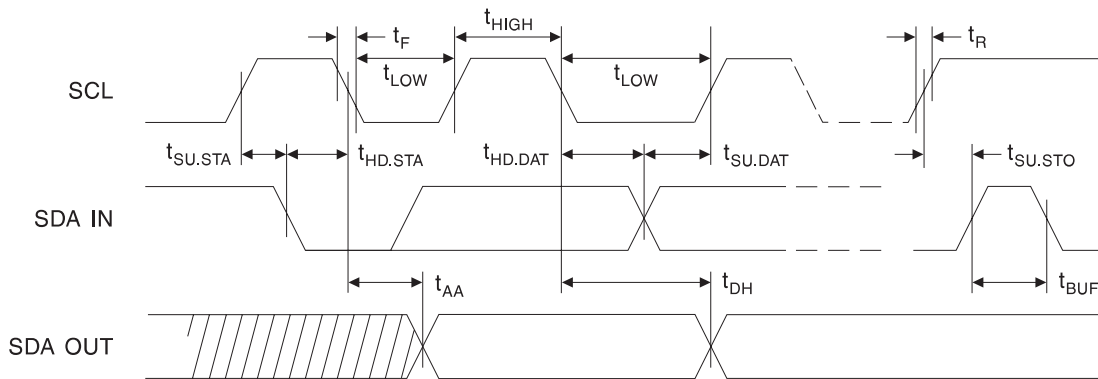 tHIGH
tF
tR
tLOW
tLOW
SCL
tSU.STA
tHD.STA
tHD.DAT
tSU.DAT
tSU.STO
SDA IN
tAA
tDH
tBUF
SDA OUT